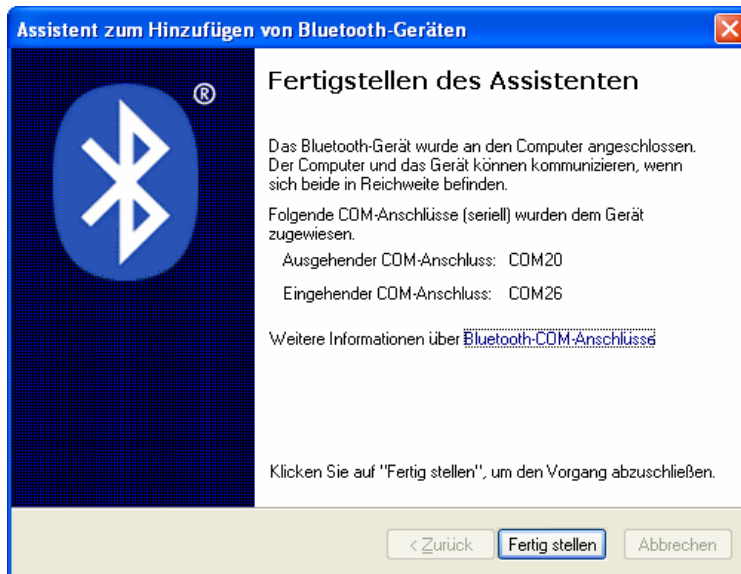 Assistent zum Hinzufügen von Bluetooth-Geräten
®
Fertigstellen des Assistenten
Das Bluetooth-Gerät wurde an den Computer angeschlossen.
Der Computer und das Gerät können kommunizieren, wenn
sich beide in Reichweite befinden.
Folgende COM-Anschlüsse (seriell) wurden dem Gerät
zugewiesen.
Ausgehender COM-Anschluss: COM20
Eingehender COM-Anschluss: COM26
Weitere Informationen über Bluetooth-COM-Anschlüsse
Klicken Sie auf "Fertig stellen", um den Vorgang abzuschließen.
< Zurück Fertig stellen Abbrechen